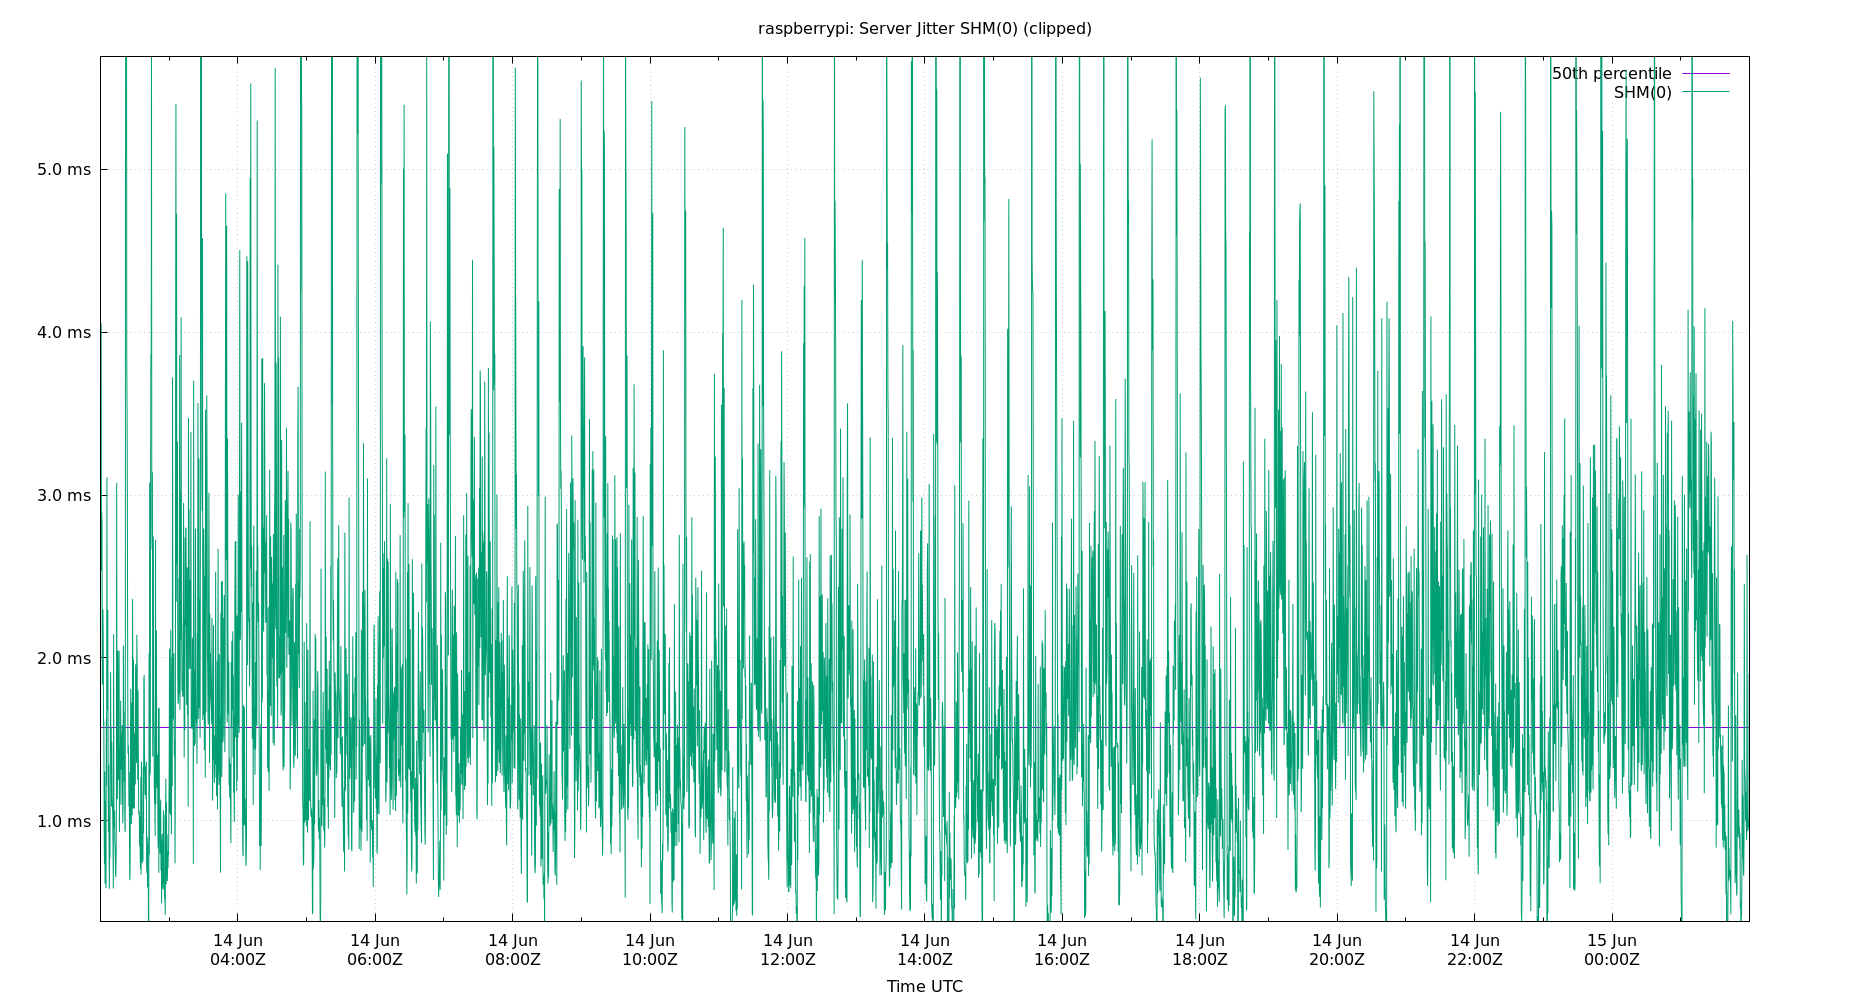 raspberrypi: Server Jitter SHM(0) (clipped)
50th percentile
SHM(0)
5.0 ms
4.0 ms
3.0 ms
2.0 ms
1.0 ms
14 Jun 14 Jun 14 Jun 14 Jun 14 Jun 14 Jun 14 Jun 14 Jun 14 Jun 14 Jun 15 Jun
04:00Z 06:00Z 08:00Z 10:00Z 12:00Z 14:00Z 16:00Z 18:00Z 20:00Z 22:00Z 00:00Z
Time UTC